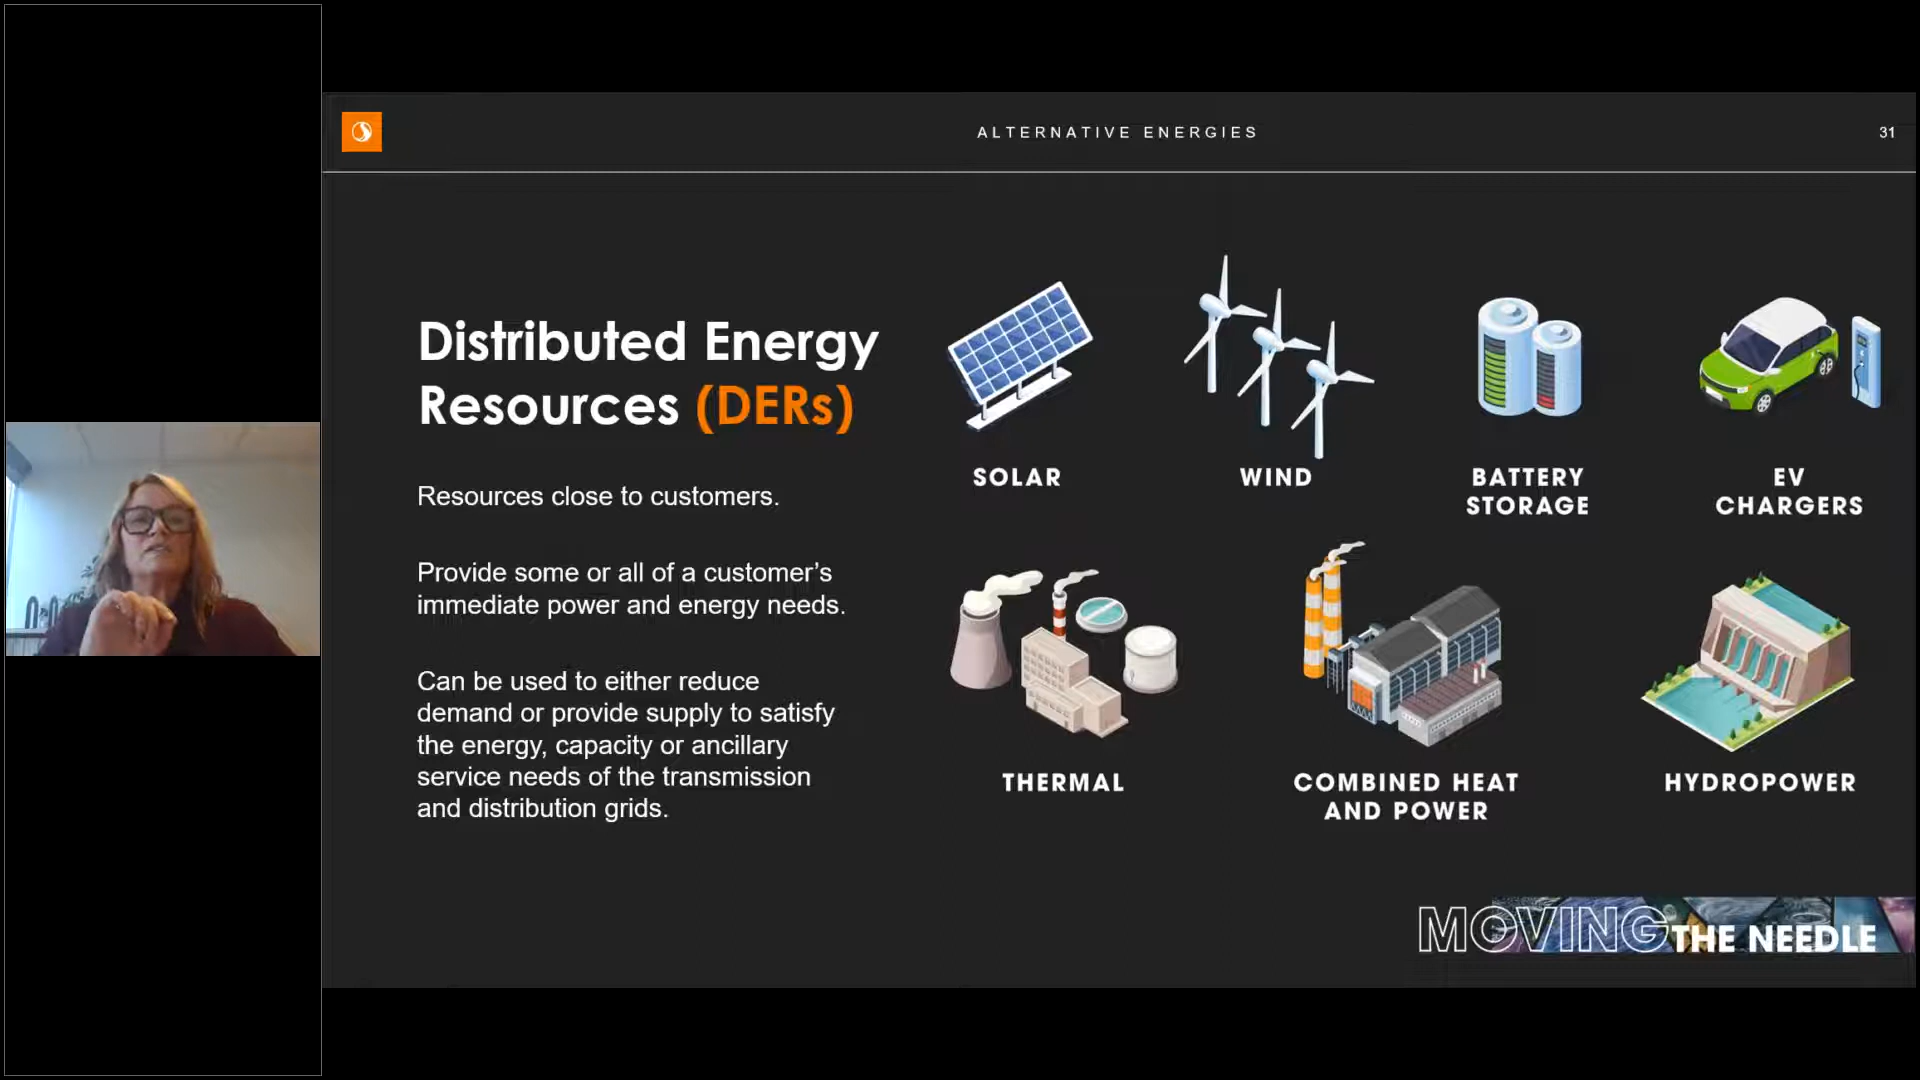 ALTERNATIVE ENERGIES
31
Distributed Energy
Resources (DERs)
Resources close to customers.
Provide some or all of a customer’s
immediate power and energy needs.
Can be used to either reduce
demand or provide supply to satisfy
the energy, capacity or ancillary
service needs of the transmission
and distribution grids.
SOLAR
WIND
BATTERY
STORAGE
EV
CHARGERS
THERMAL
COMBINED HEAT
AND POWER
HYDROPOWER
MOVING THE NEEDLE